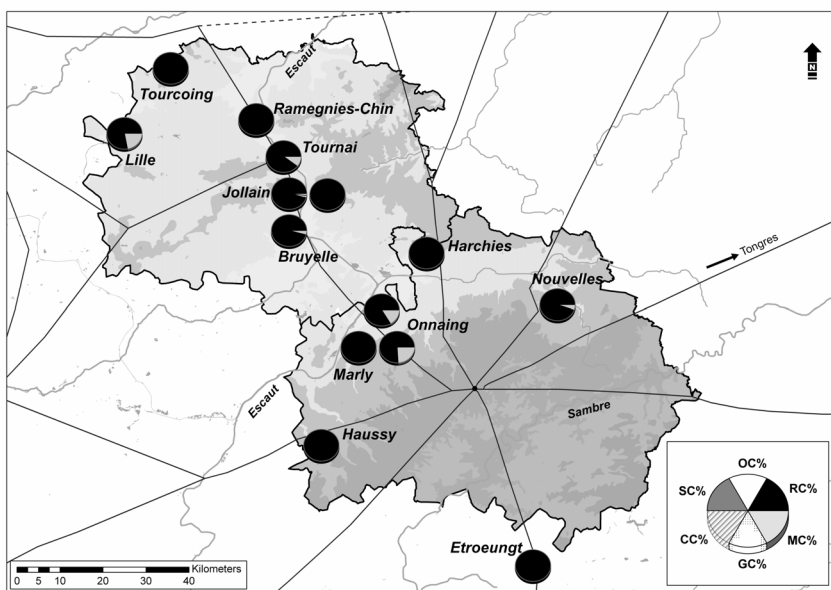 Escaut
N
Tourcoing
Ramegnies-Chin
Lille
Tournai
Jollain
Bruyelle
Harchies
Tongres
Nouvelles
Onnaing
Marly
Escaut
Sambre
Haussy
OC%
SC%
RC%
CC%
MC%
GC%
Etroeungt
Kilometers
0 5 10 20 30 40